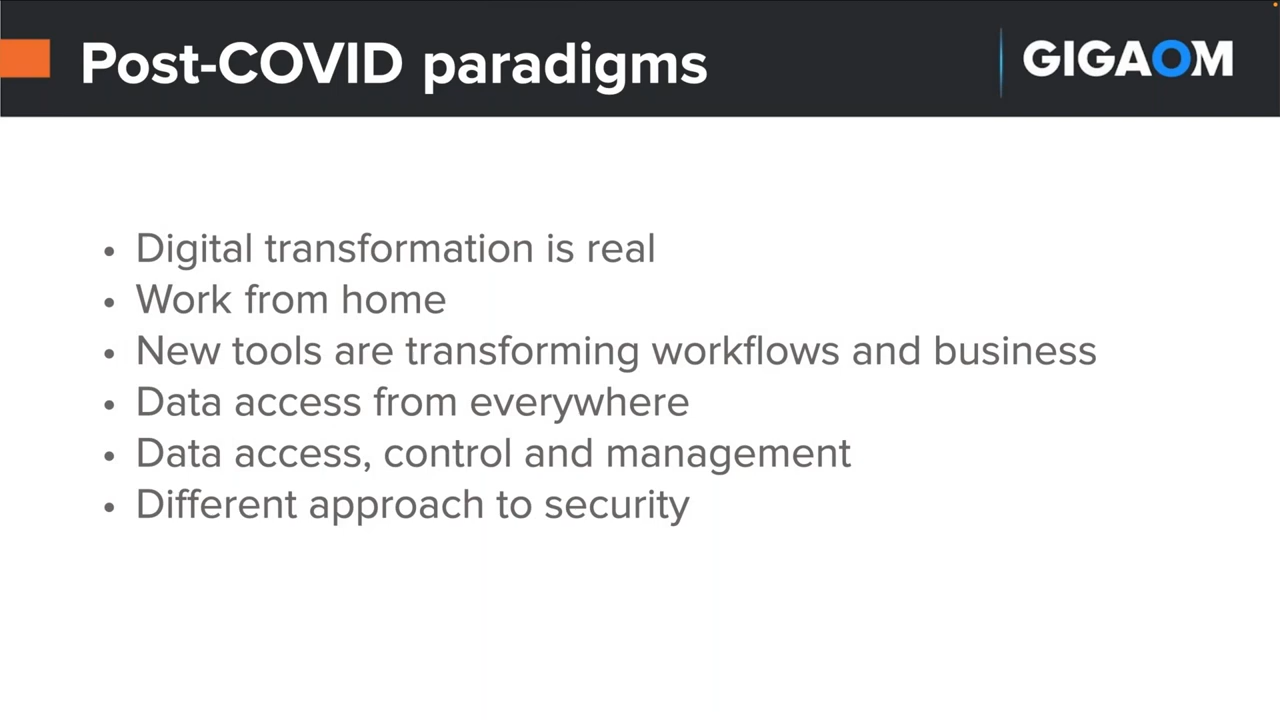 Post-COVID paradigms
GIGAOM
• Digital transformation is real
• Work from home
• New tools are transforming workflows and business
• Data access from everywhere
• Data access, control and management
• Different approach to security